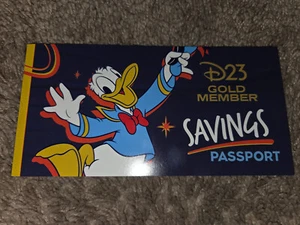 D23
GOLD
MEMBER
SAVINGS
PASSPORT